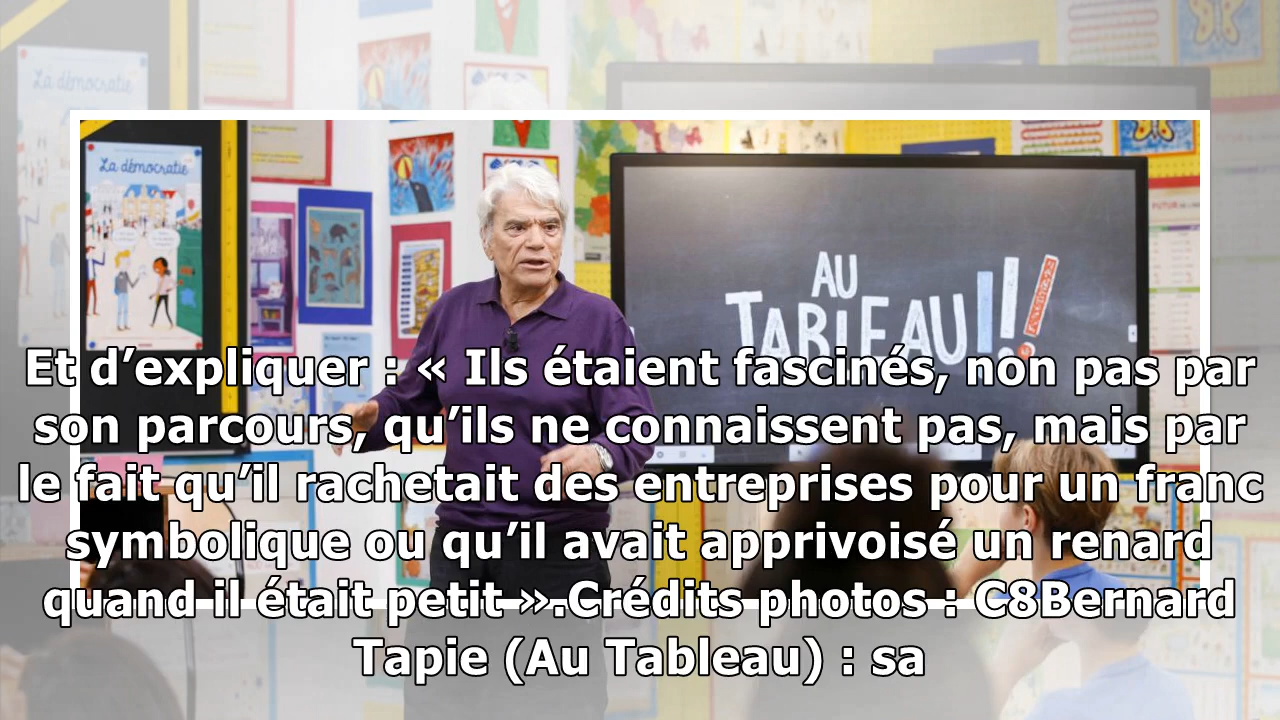 La démocratie
La démocratie
AU
TABLEAU!!!
Et d’expliquer : « Ils étaient fascinés, non pas par
son parcours, qu’ils ne connaissent pas, mais par
le fait qu’il rachetait des entreprises pour un franc
symbolique ou qu’il avait apprivoisé un renard
quand il était petit ».Crédits photos : C8Bernard
Tapie (Au Tableau) : sa